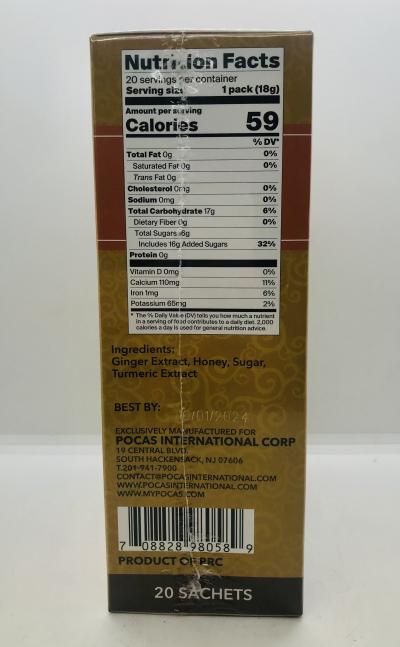 Nutrition Facts
20 servings per container
Serving size 1 pack (18g)
Amount per serving
Calories 59
% DV*
Total Fat 0g 0%
Saturated Fat 0g 0%
Trans Fat 0g
Cholesterol 0mg 0%
Sodium 0mg 0%
Total Carbohydrate 17g 6%
Dietary Fiber 0g 0%
Total Sugars 16g
Includes 16g Added Sugars 32%
Protein 0g
Vitamin D 0mg 0%
Calcium 110mg 11%
Iron 1mg 6%
Potassium 65mg 2%
* The % Daily Value (DV) tells you how much a nutrient
in a serving of food contributes to a daily diet. 2,000
calories a day is used for general nutrition advice.
Ingredients:
Ginger Extract, Honey, Sugar,
Turmeric Extract
BEST BY: /01/2024
EXCLUSIVELY MANUFACTURED FOR
POCAS INTERNATIONAL CORP
19 CENTRAL BLVD.
SOUTH HACKENSACK, NJ 07606
T.201-941-7900
CONTACT@POCASINTERNATIONAL.COM
WWW.POCASINTERNATIONAL.COM
WWW.MYPOCAS.COM
7 08828 98058 9
PRODUCT OF PRC
20 SACHETS